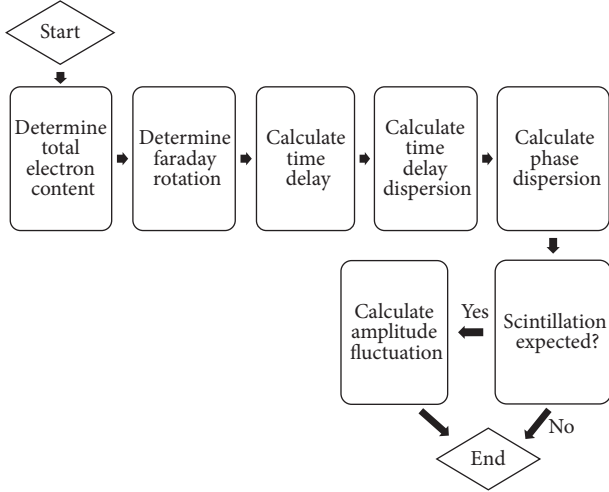 Start
Determine
total
electron
content
Determine
faraday
rotation
Calculate
time
delay
Calculate
time
delay
dispersion
Calculate
phase
dispersion
Scintillation
expected?
Yes
Calculate
amplitude
fluctuation
No
End